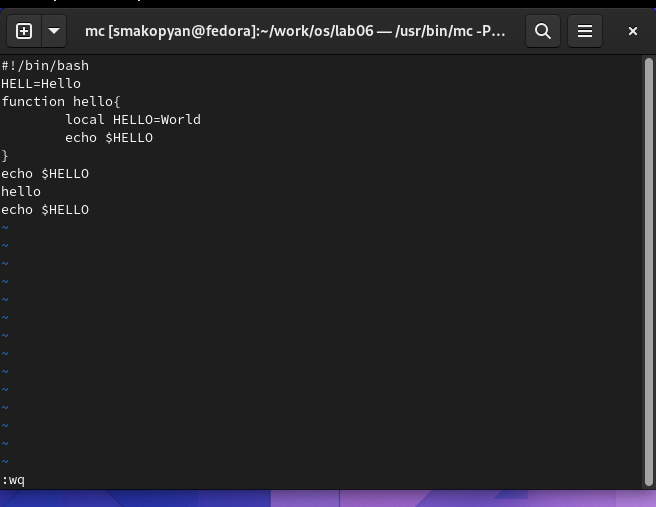 mc [smakopyan@fedora]:~/work/os/lab06 — /usr/bin/mc -P...
#!/bin/bash
HELL=Hello
function hello{
        local HELLO=World
        echo $HELLO
}
echo $HELLO
hello
echo $HELLO
~
~
~
~
~
~
~
~
~
~
~
~
~
~
:wq